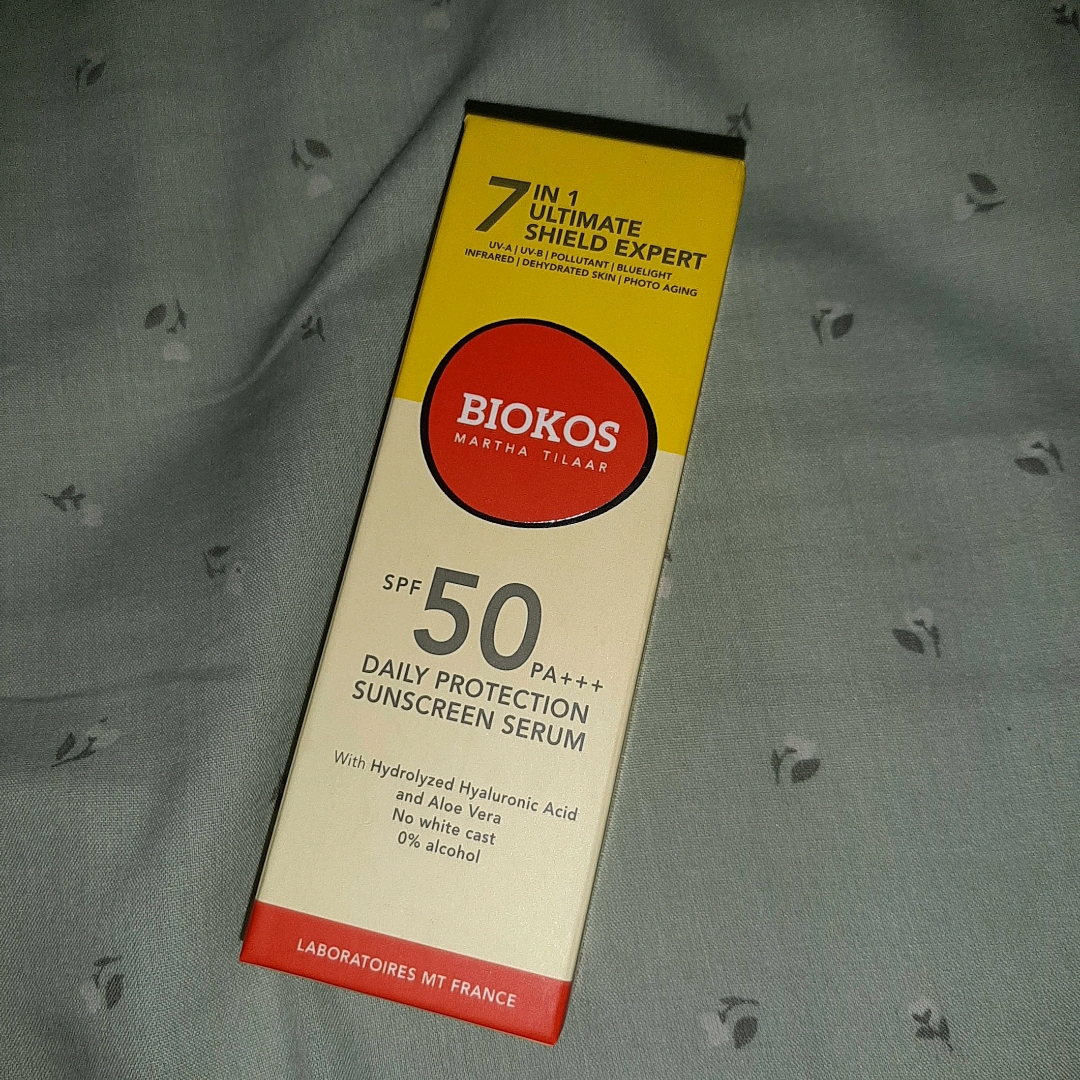 7 IN 1
ULTIMATE
SHIELD EXPERT
UV-A | UV-B | POLLUTANT | BLUELIGHT
INFRARED | DEHYDRATED SKIN | PHOTO AGING
BIOKOS
MARTHA TILAAR
SPF 50 PA+++
DAILY PROTECTION
SUNSCREEN SERUM
With Hydrolyzed Hyaluronic Acid
and Aloe Vera
No white cast
0% alcohol
LABORATOIRES MT FRANCE